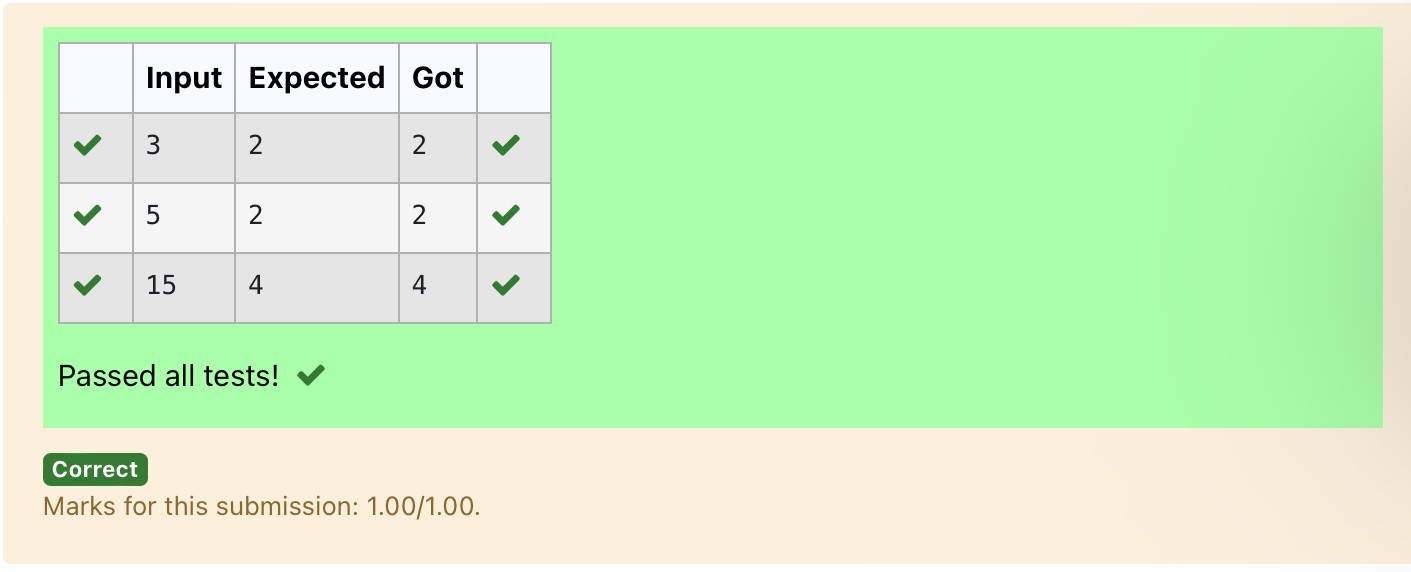 Input Expected Got
3 2 2
5 2 2
15 4 4
Passed all tests!
Correct
Marks for this submission: 1.00/1.00.